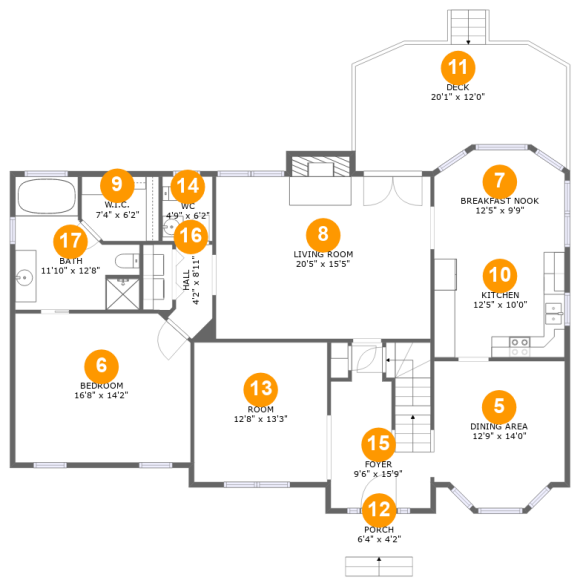 11
DECK
20'1" x 12'0"
9
W.I.C.
7'4" x 6'2"
14
WC
4'9" x 6'2"
7
BREAKFAST NOOK
12'5" x 9'9"
17
BATH
11'10" x 12'8"
16
HALL
4'2" x 8'11"
8
LIVING ROOM
20'5" x 15'5"
10
KITCHEN
12'5" x 10'0"
6
BEDROOM
16'8" x 14'2"
13
ROOM
12'8" x 13'3"
5
DINING AREA
12'9" x 14'0"
15
FOYER
9'6" x 15'9"
12
PORCH
6'4" x 4'2"